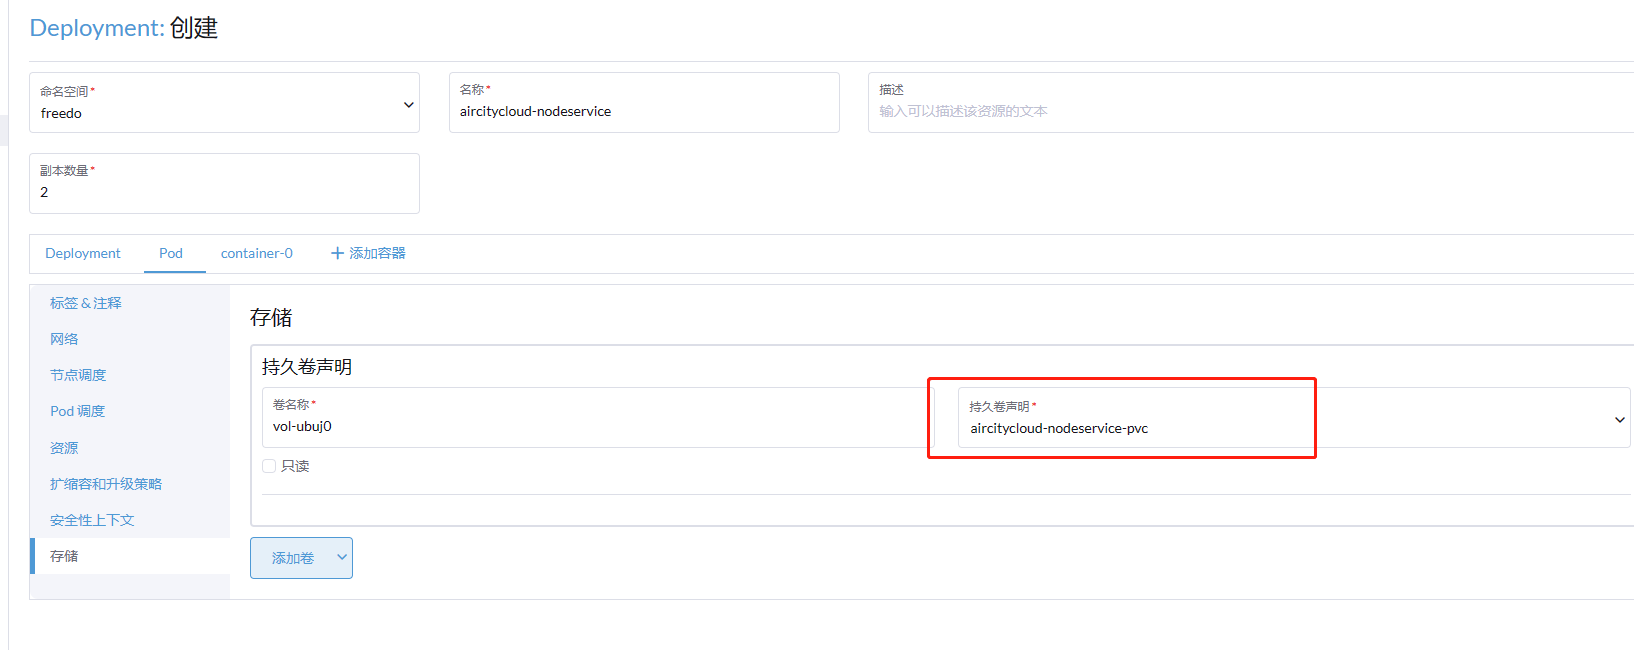 Deployment: 创建
命名空间*
freedo
名称*
aircitycloud-nodeservice
描述
输入可以描述该资源的文本
副本数量*
2
Deployment Pod container-0 + 添加容器
标签 & 注释
网络
节点调度
Pod 调度
资源
扩缩容和升级策略
安全性上下文
存储
存储
持久卷声明
卷名称*
vol-ubuj0
持久卷声明*
aircitycloud-nodeservice-pvc
只读
添加卷